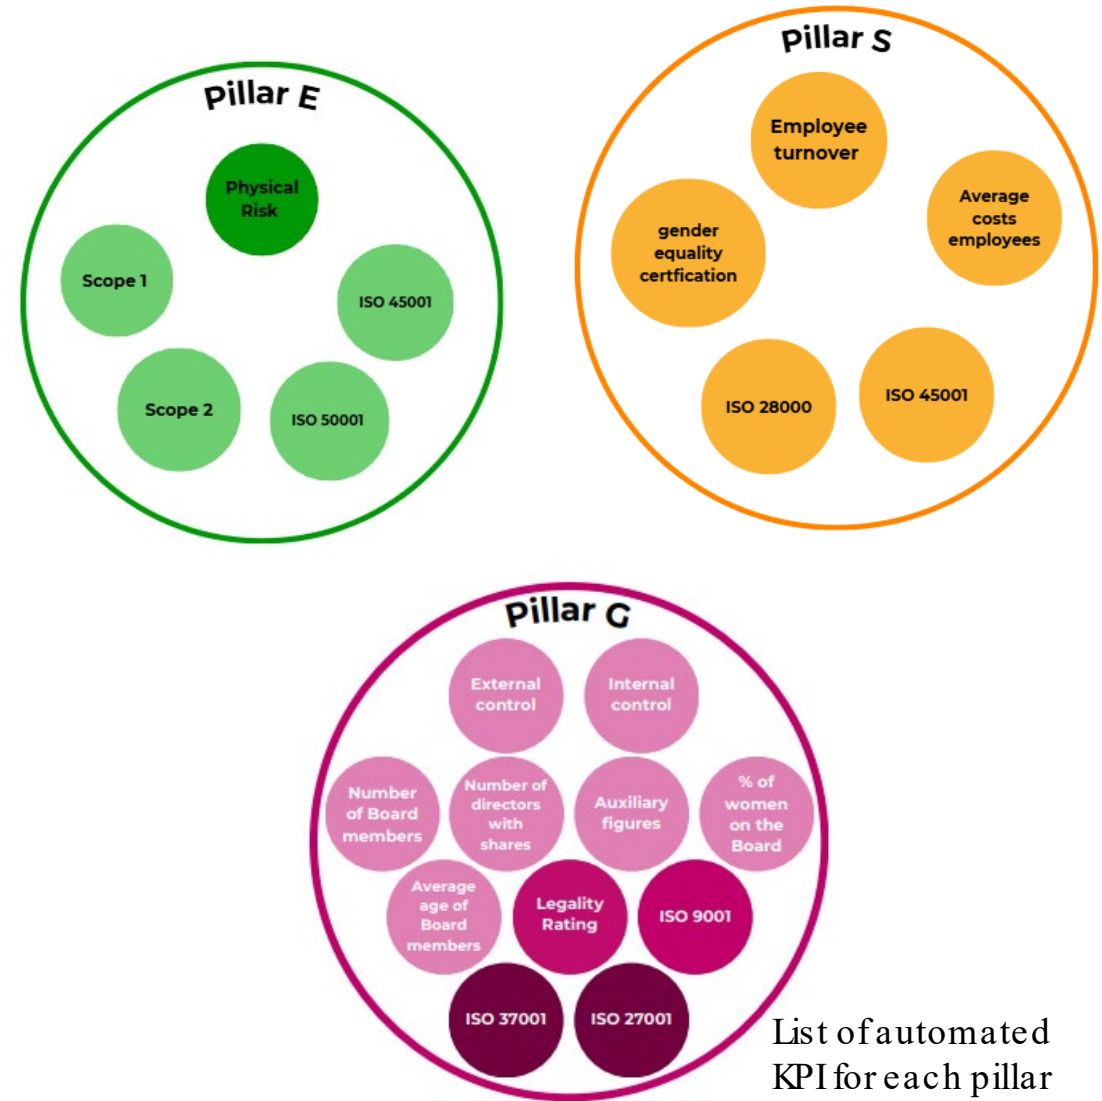 Pillar E
Physical
Risk
Scope 1
ISO 45001
Scope 2
ISO 50001
Pillar S
Employee
turnover
Average
costs
employees
gender
equality
certfication
ISO 28000
ISO 45001
Pillar G
External
control
Internal
control
Number
of Board
members
Number of
directors
with
shares
Auxiliary
figures
% of
women
on the
Board
Average
age of
Board
members
Legality
Rating
ISO 9001
ISO 37001
ISO 27001
List of automated
KPI for each pillar